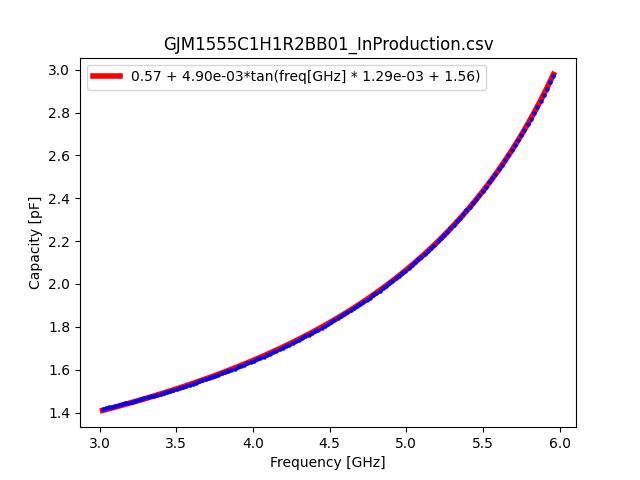 GJM1555C1H1R2BB01_InProduction.csv
0.57 + 4.90e-03*tan(freq[GHz] * 1.29e-03 + 1.56)
3.0
2.8
2.6
2.4
2.2
2.0
1.8
1.6
1.4
Capacity [pF]
3.0 3.5 4.0 4.5 5.0 5.5 6.0
Frequency [GHz]